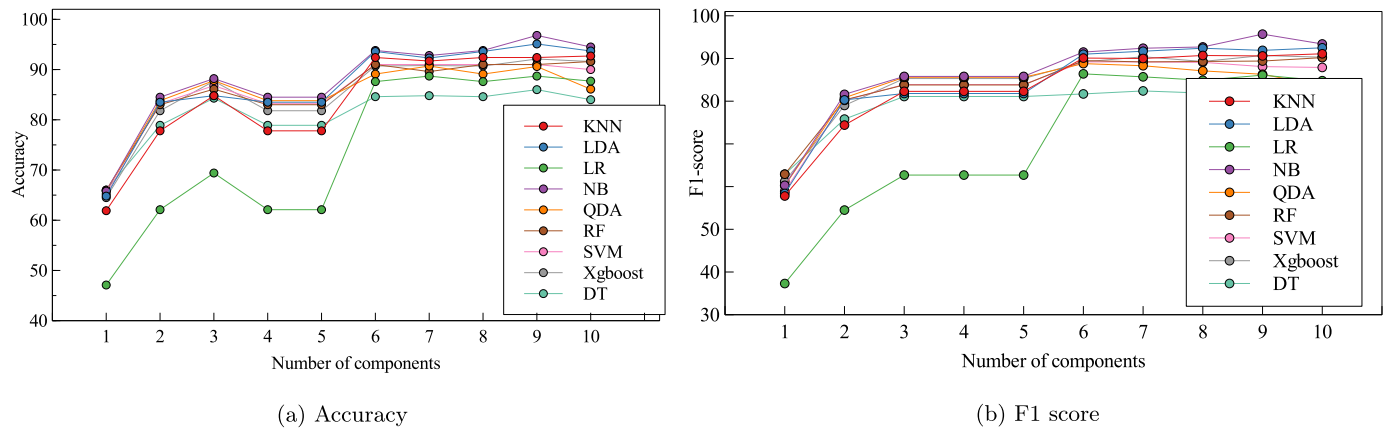 100
90
80
70
60
50
40
Accuracy
1 2 3 4 5 6 7 8 9 10
Number of components
KNN
LDA
LR
NB
QDA
RF
SVM
Xgboost
DT
(a) Accuracy
100
90
80
50
40
30
F1-score
1 2 3 4 5 6 7 8 9 10
Number of components
KNN
LDA
LR
NB
QDA
RF
SVM
Xgboost
DT
(b) F1 score